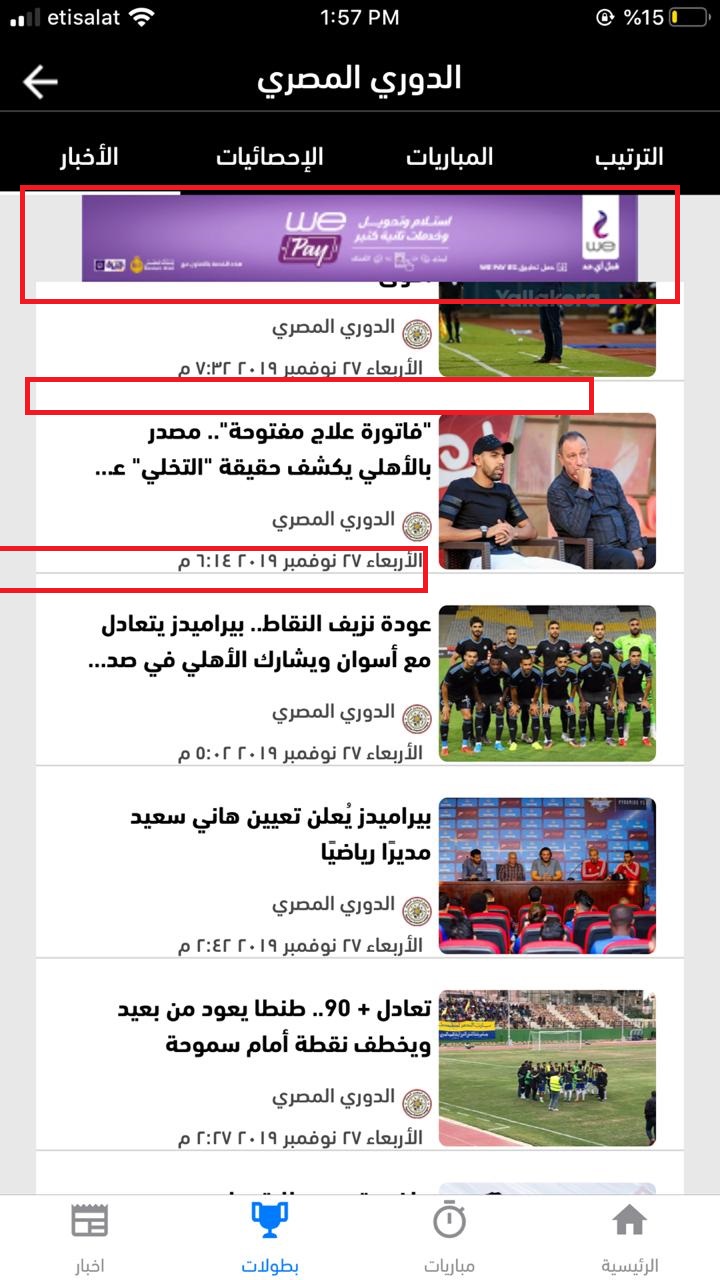 etisalat
1:57 PM
%15
الدوري المصري
الترتيب
المباريات
الإحصائيات
الأخبار
we
we
Pay
استلام وتحويل
وخدمات تانية كتير
Yallakora
الدوري المصري
الأربعاء ٢٧ نوفمبر ٢٠١٩ ٧:٣٢ م
"فاتورة علاج مفتوحة".. مصدر
بالأهلي يكشف حقيقة "التخلي" عـ...
الدوري المصري
الأربعاء ٢٧ نوفمبر ٢٠١٩ ٦:١٤ م
عودة نزيف النقاط.. بيراميدز يتعادل
مع أسوان ويشارك الأهلي في صد...
الدوري المصري
الأربعاء ٢٧ نوفمبر ٢٠١٩ ٥:٠٢ م
بيراميدز يُعلن تعيين هاني سعيد
مديرًا رياضيًا
الدوري المصري
الأربعاء ٢٧ نوفمبر ٢٠١٩ ٢:٤٢ م
تعادل + 90.. طنطا يعود من بعيد
ويخطف نقطة أمام سموحة
الدوري المصري
الأربعاء ٢٧ نوفمبر ٢٠١٩ ٢:٢٧ م
الرئيسية
مباريات
بطولات
اخبار